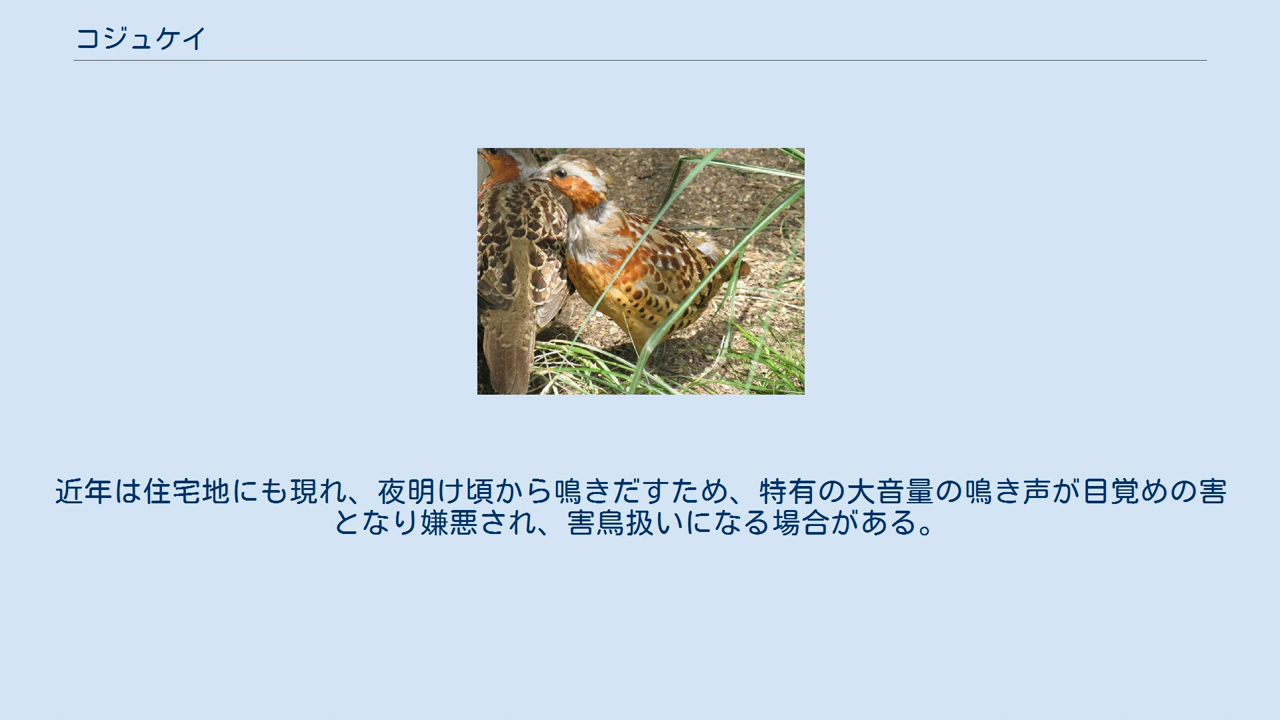 コジュケイ
近年は住宅地にも現れ、夜明け頃から鳴きだすため、特有の大音量の鳴き声が目覚めの害
となり嫌悪され、害鳥扱いになる場合がある。